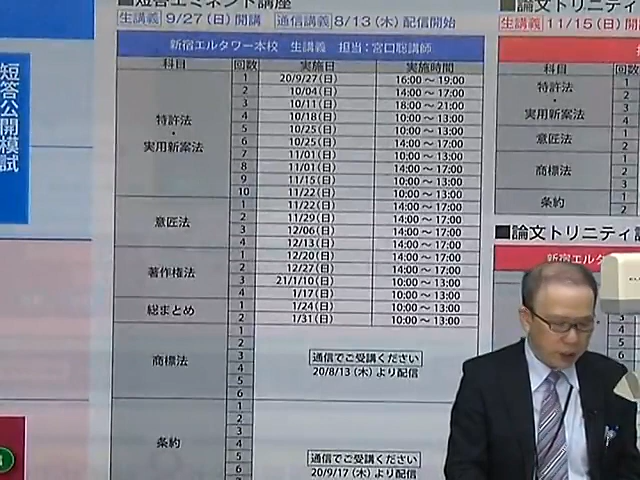 ■短答エミネント講座
生講義 9/27(日)開講 通信講義 8/13(木)配信開始
新宿エルタワー本校 生講義 担当:宮口聡講師
科目 回数 実施日 実施時間
特許法・実用新案法
1 20/9/27(日) 16:00～19:00
2 10/04(日) 14:00～17:00
3 10/11(日) 18:00～21:00
4 10/18(日) 10:00～13:00
5 10/25(日) 10:00～13:00
6 10/25(日) 14:00～17:00
7 11/01(日) 10:00～13:00
8 11/01(日) 14:00～17:00
9 11/15(日) 10:00～13:00
10 11/22(日) 10:00～13:00
意匠法
1 11/22(日) 14:00～17:00
2 11/29(日) 14:00～17:00
3 12/06(日) 14:00～17:00
4 12/13(日) 14:00～17:00
著作権法
1 12/20(日) 14:00～17:00
2 12/27(日) 14:00～17:00
3 21/1/10(日) 10:00～13:00
4 1/17(日) 10:00～13:00
総まとめ
1 1/24(日) 10:00～13:00
2 1/31(日) 10:00～13:00
商標法
1
2
3
4
5
6
通信でご受講ください
20/8/13(木)より配信
条約
1
2
3
4
5
6
通信でご受講ください
20/9/17(木)より配信
短答公開模試
■論文トリニティ
生講義 11/15(日)開
科目
特許法・実用新案法
1
2
3
4
意匠法
1
2
商標法
1
2
3
条約
1
2
■論文トリニティ講
新宿エルタ
3
4
5
6